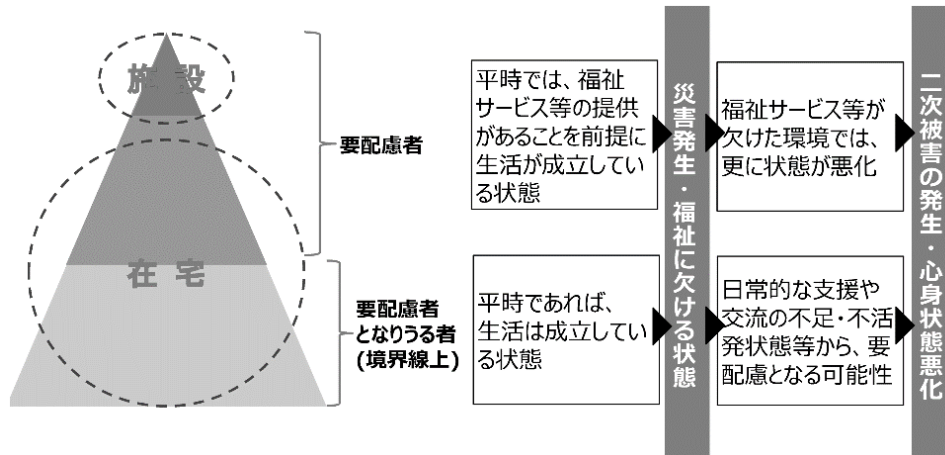 施 設
在 宅
要配慮者
要配慮者
となりうる者
(境界線上)
平時では、福祉
サービス等の提供
があることを前提に
生活が成立してい
る状態
平時であれば、
生活は成立してい
る状態
災害発生・福祉に欠ける状態
福祉サービス等が
欠けた環境では、
更に状態が悪化
日常的な支援や
交流の不足・不活
発状態等から、要
配慮となる可能性
二次被害の発生・心身状態悪化